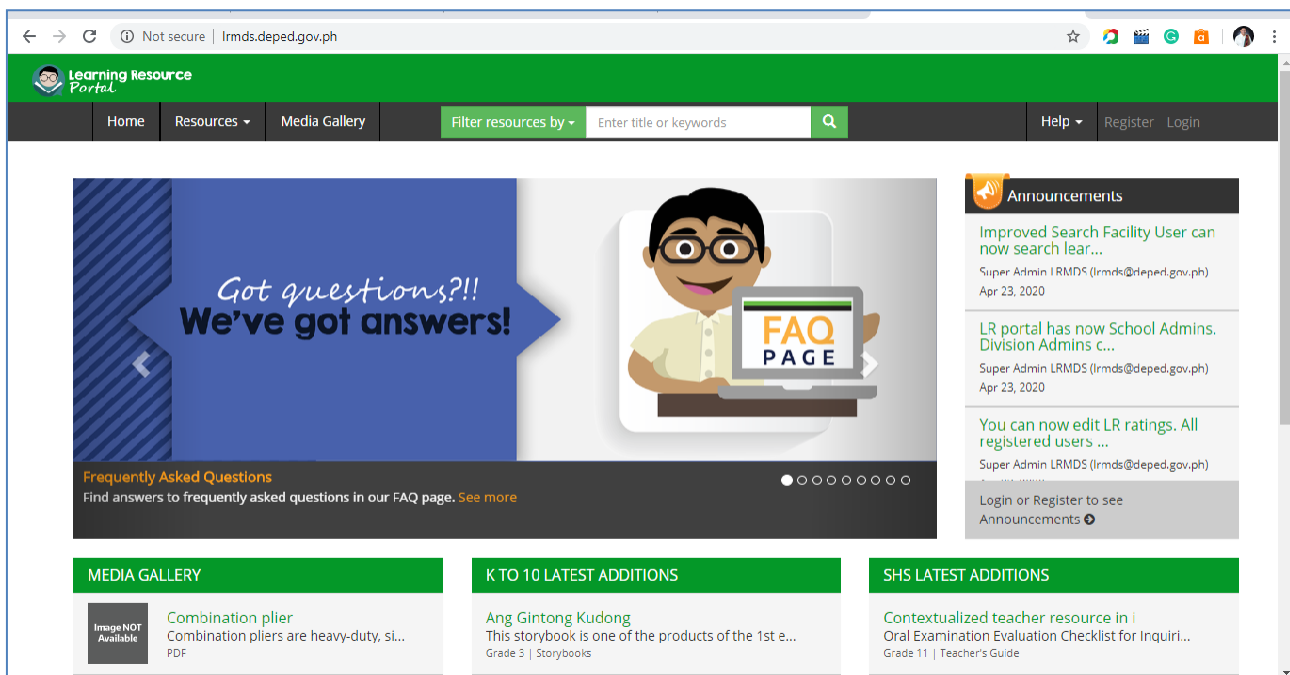 Not secure | lrmds.deped.gov.ph
Learning Resource
Portal
Home Resources Media Gallery Filter resources by Enter title or keywords Help Register Login
Got questions?!!
We've got answers!
FAQ
PAGE
Frequently Asked Questions
Find answers to frequently asked questions in our FAQ page. See more
Announcements
Improved Search Facility User can
now search lear...
Super Admin LRMDS (lrmds@deped.gov.ph)
Apr 23, 2020
LR portal has now School Admins.
Division Admins c...
Super Admin LRMDS (lrmds@deped.gov.ph)
Apr 23, 2020
You can now edit LR ratings. All
registered users ...
Super Admin LRMDS (lrmds@deped.gov.ph)
Login or Register to see
Announcements
MEDIA GALLERY
Image NOT
Available
Combination plier
Combination pliers are heavy-duty, si...
PDF
K TO 10 LATEST ADDITIONS
Ang Gintong Kudong
This storybook is one of the products of the 1st e...
Grade 3 | Storybooks
SHS LATEST ADDITIONS
Contextualized teacher resource in i
Oral Examination Evaluation Checklist for Inquiri...
Grade 11 | Teacher's Guide